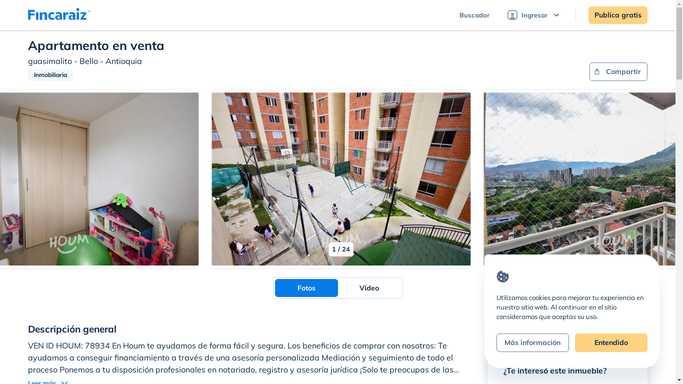 Fincaraiz
Buscador
Ingresar
Publica gratis
Apartamento en venta
guasimalito - Bello - Antioquia
Inmobiliaria
Compartir
HOUM
1 / 24
HOUM
Fotos
Video
Utilizamos cookies para mejorar tu experiencia en
nuestro sitio web. Al continuar en el sitio
consideramos que aceptas su uso.
Más información
Entendido
Descripción general
VEN ID HOUM: 78934 En Houm te ayudamos de forma fácil y segura. Los beneficios de comprar con nosotros: Te
ayudamos a conseguir financiamiento a través de una asesoría personalizada Mediación y seguimiento de todo el
proceso Ponemos a tu disposición profesionales en notariado, registro y asesoría jurídica ¡Solo te preocupas de las...
Leer más
¿Te interesó este inmueble?